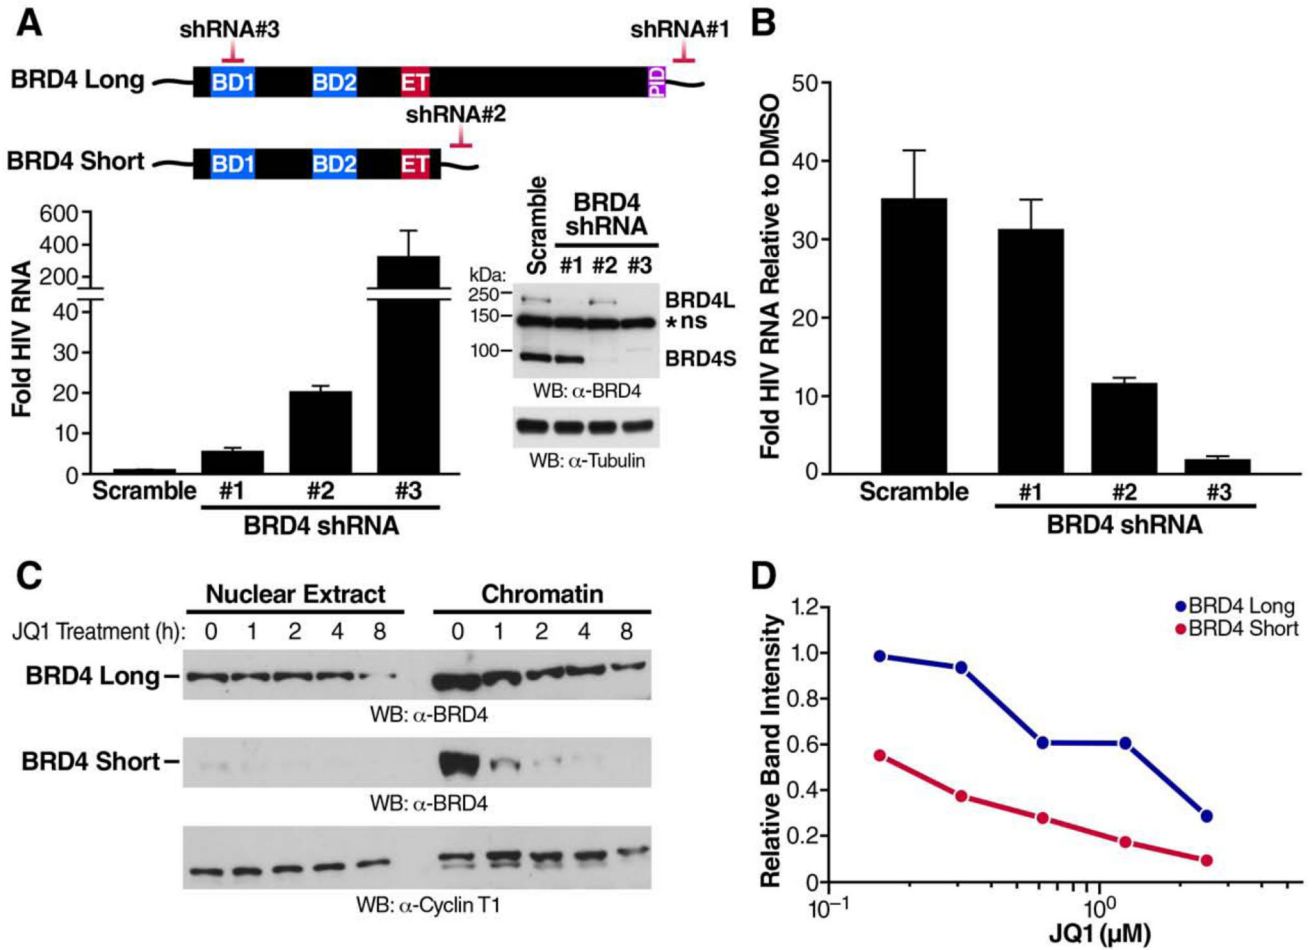 A
shRNA#3
shRNA#1
BRD4 Long
BD1
BD2
ET
PID
shRNA#2
BRD4 Short
BD1
BD2
ET
Fold HIV RNA
600
400
200
40
30
20
10
0
Scramble
#1
#2
#3
BRD4 shRNA
Scramble
BRD4
shRNA
#1 #2 #3
kDa:
250
150
100
BRD4L
*ns
BRD4S
WB: α-BRD4
WB: α-Tubulin
B
Fold HIV RNA Relative to DMSO
50
40
30
20
10
0
Scramble
#1
#2
#3
BRD4 shRNA
C
Nuclear Extract
Chromatin
JQ1 Treatment (h): 0 1 2 4 8 0 1 2 4 8
BRD4 Long
WB: α-BRD4
BRD4 Short
WB: α-BRD4
WB: α-Cyclin T1
D
Relative Band Intensity
1.2
1.0
0.8
0.6
0.4
0.2
0
BRD4 Long
BRD4 Short
10⁻¹
10⁰
JQ1 (µM)